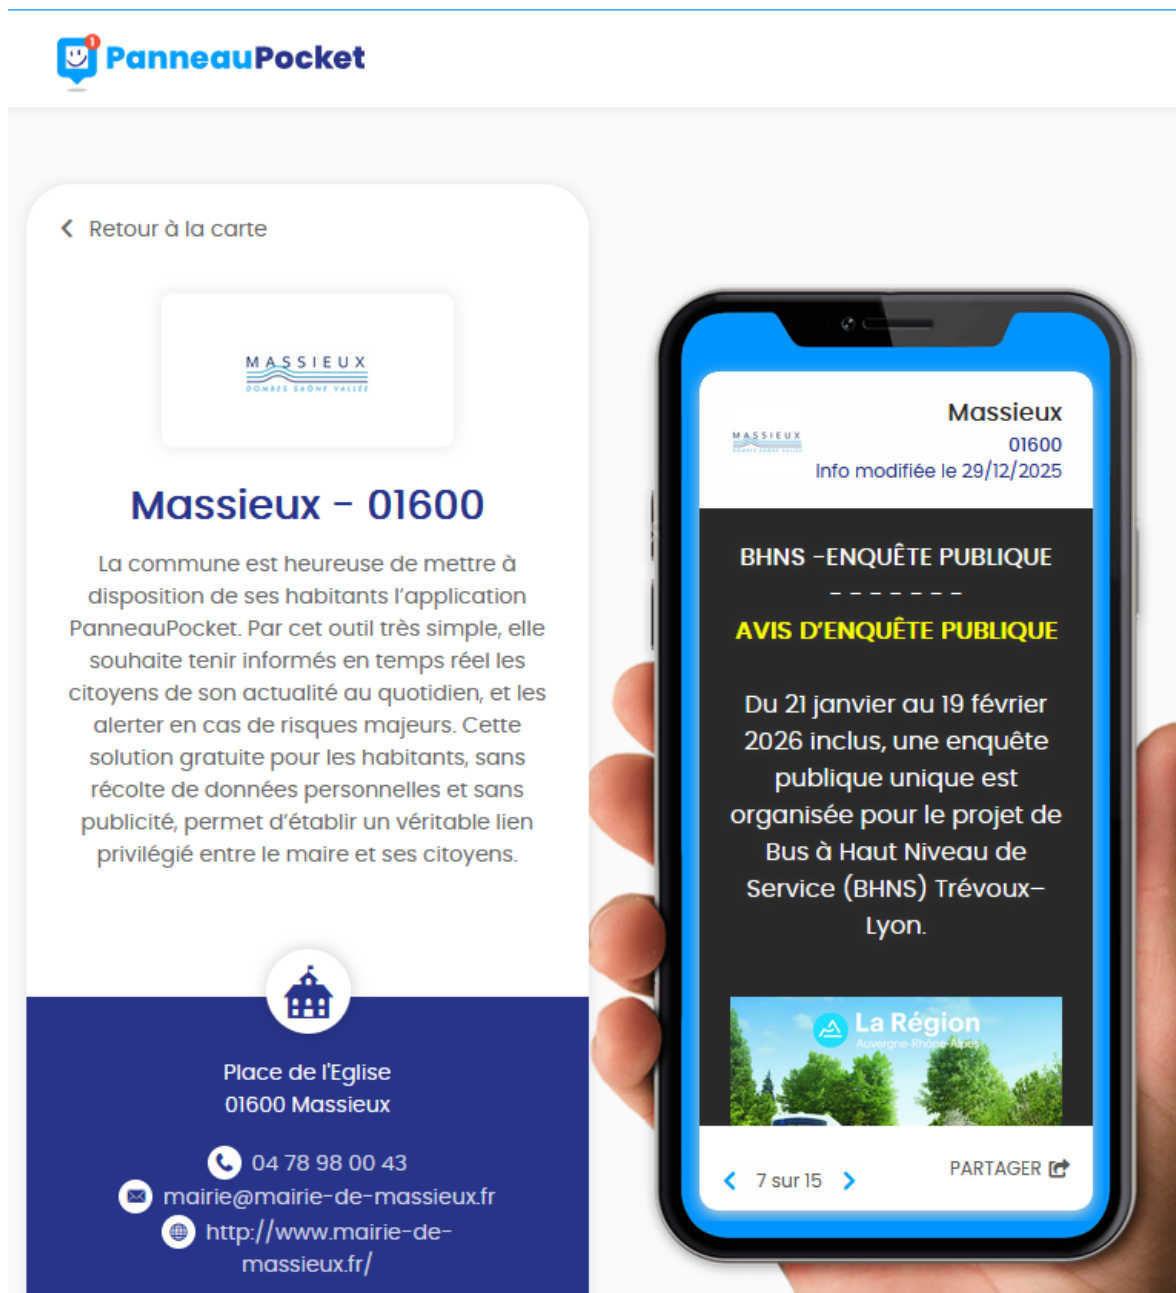 1
PanneauPocket
Retour à la carte
MASSIEUX
DOMBES SAÔNE VALLÉE
Massieux - 01600
La commune est heureuse de mettre à
disposition de ses habitants l'application
PanneauPocket. Par cet outil très simple, elle
souhaite tenir informés en temps réel les
citoyens de son actualité au quotidien, et les
alerter en cas de risques majeurs. Cette
solution gratuite pour les habitants, sans
récolte de données personnelles et sans
publicité, permet d'établir un véritable lien
privilégié entre le maire et ses citoyens.
Place de l'Eglise
01600 Massieux
04 78 98 00 43
mairie@mairie-de-massieux.fr
http://www.mairie-de-
massieux.fr/
MASSIEUX
DOMBES SAÔNE VALLÉE
Massieux
01600
Info modifiée le 29/12/2025
BHNS -ENQUÊTE PUBLIQUE
- - - - - - -
AVIS D'ENQUÊTE PUBLIQUE
Du 21 janvier au 19 février
2026 inclus, une enquête
publique unique est
organisée pour le projet de
Bus à Haut Niveau de
Service (BHNS) Trévoux–
Lyon.
La Région
Auvergne-Rhône-Alpes
7 sur 15
PARTAGER